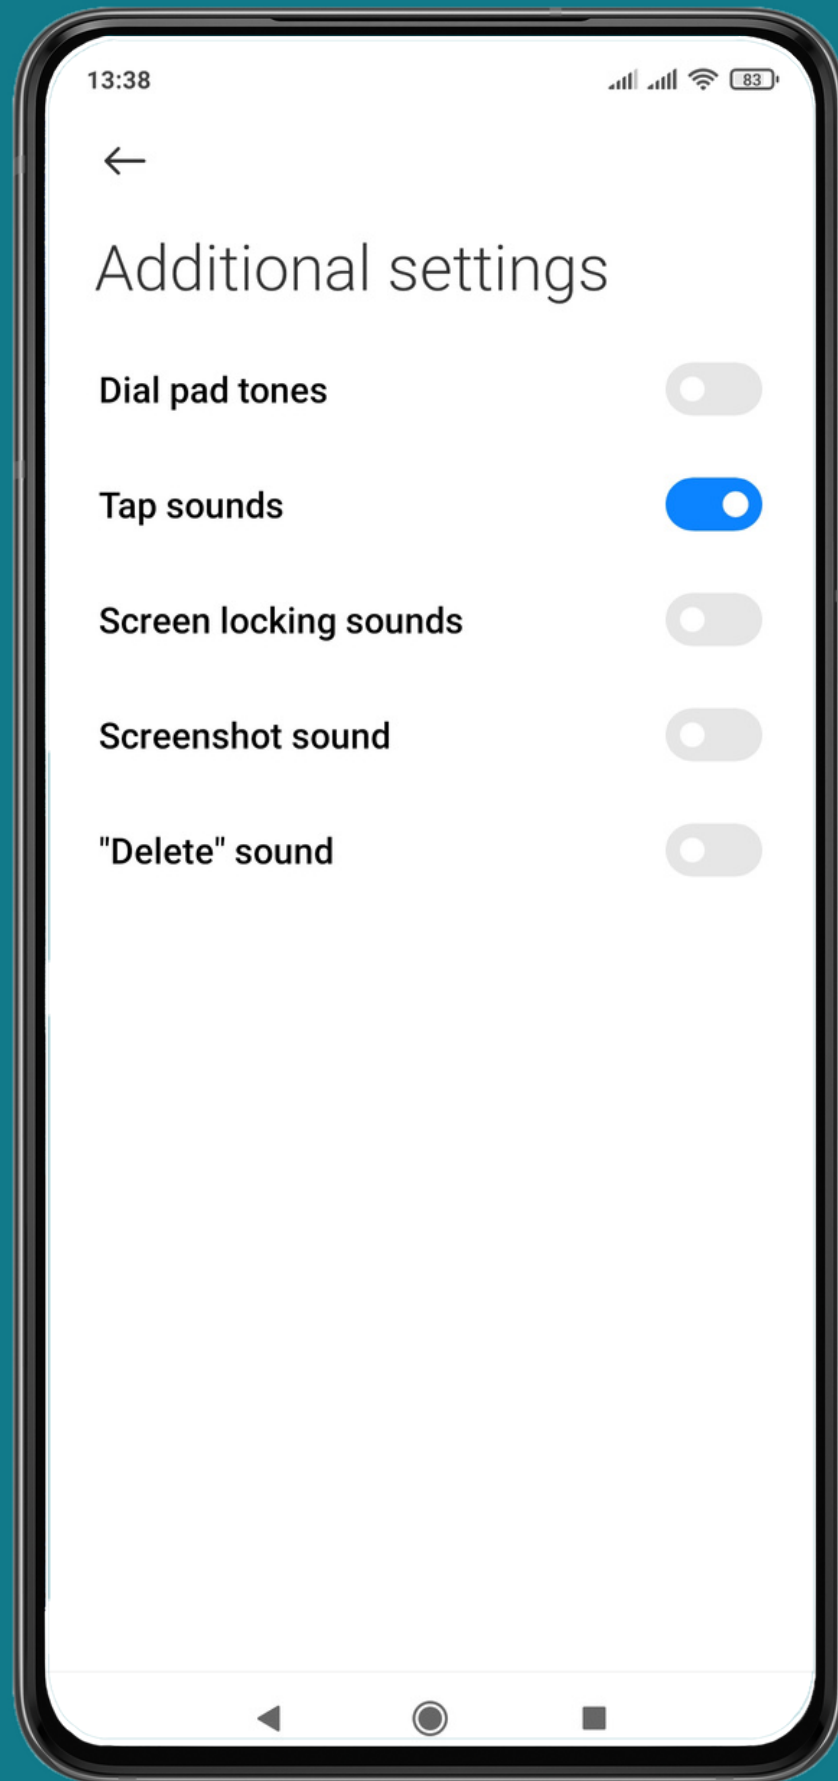 13:38
83
Additional settings
Dial pad tones
Tap sounds
Screen locking sounds
Screenshot sound
"Delete" sound